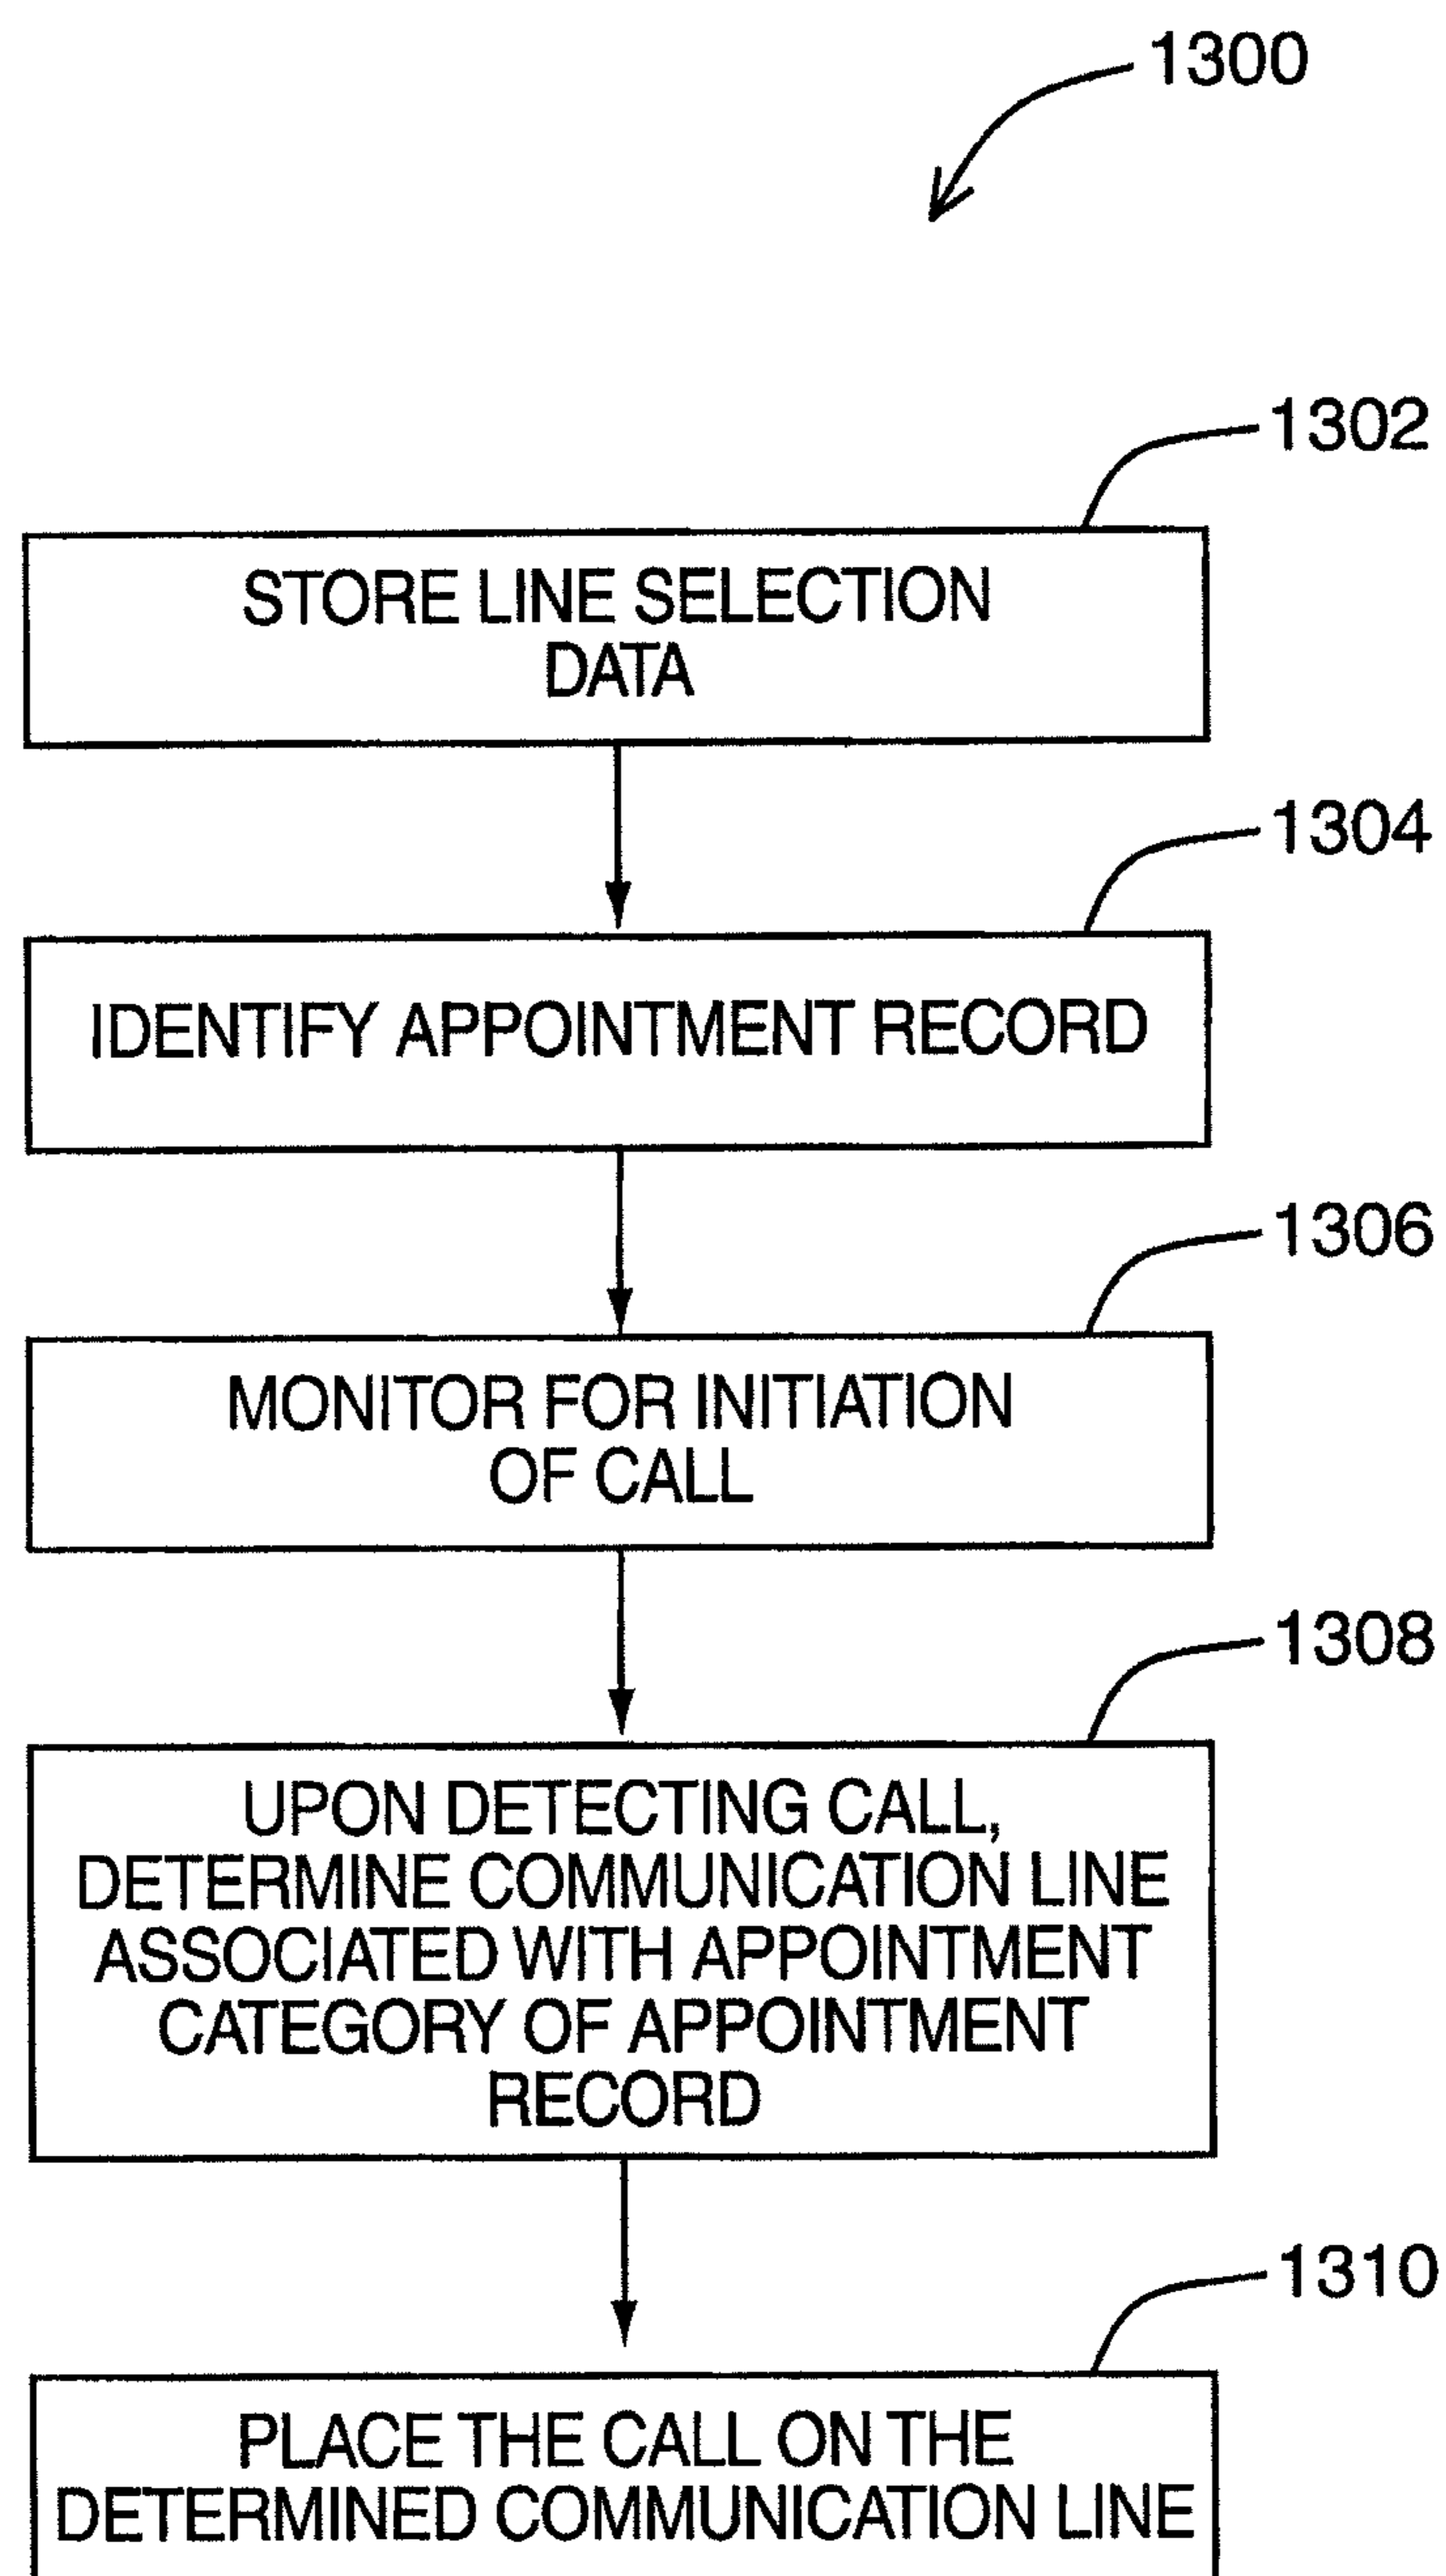 1300
1302
STORE LINE SELECTION
DATA
1304
IDENTIFY APPOINTMENT RECORD
1306
MONITOR FOR INITIATION
OF CALL
1308
UPON DETECTING CALL,
DETERMINE COMMUNICATION LINE
ASSOCIATED WITH APPOINTMENT
CATEGORY OF APPOINTMENT
RECORD
1310
PLACE THE CALL ON THE
DETERMINED COMMUNICATION LINE